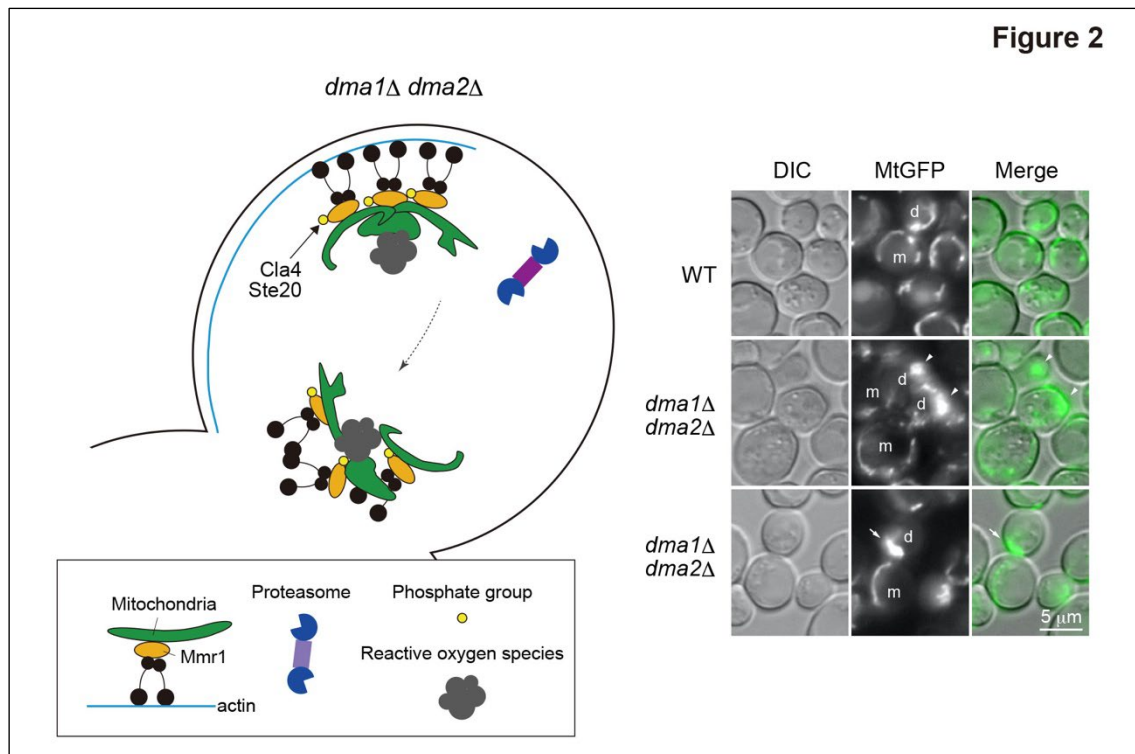 Figure 2
dma1Δ dma2Δ
Cla4
Ste20
DIC
MtGFP
Merge
WT
d
m
dma1Δ
dma2Δ
d
m
d
m
dma1Δ
dma2Δ
d
m
5 μm
Mitochondria
Mmr1
actin
Proteasome
Phosphate group
Reactive oxygen species